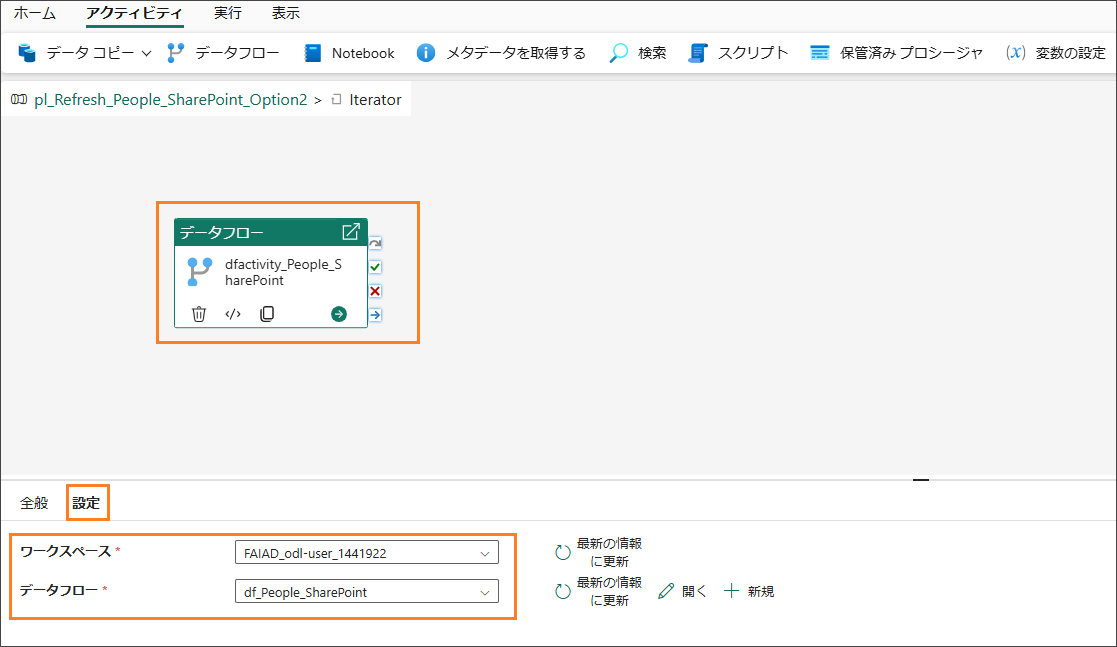 ホーム アクティビティ 実行 表示
データ コピー データフロー Notebook メタデータを取得する 検索 スクリプト 保管済み プロシージャ (x) 変数の設定
pl_Refresh_People_SharePoint_Option2 > Iterator
データフロー
dfactivity_People_S
harePoint
全般 設定
ワークスペース * FAIAD_odl-user_1441922 最新の情報
に更新
データフロー * df_People_SharePoint 最新の情報
に更新 開く 新規